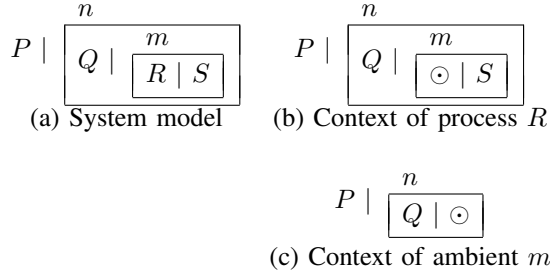 n n
P | Q | m R | S P | Q | m ⊙ | S
(a) System model (b) Context of process R
n
P | Q | ⊙
(c) Context of ambient m